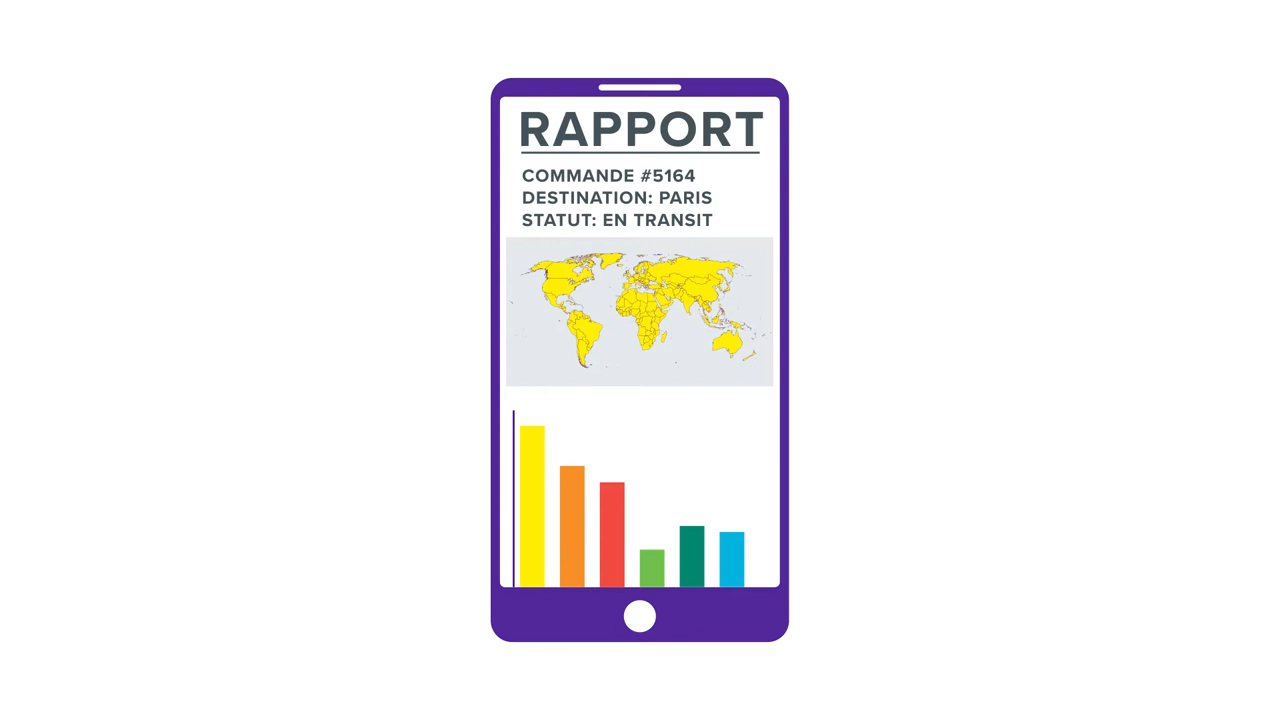 RAPPORT
COMMANDE #5164
DESTINATION: PARIS
STATUT: EN TRANSIT